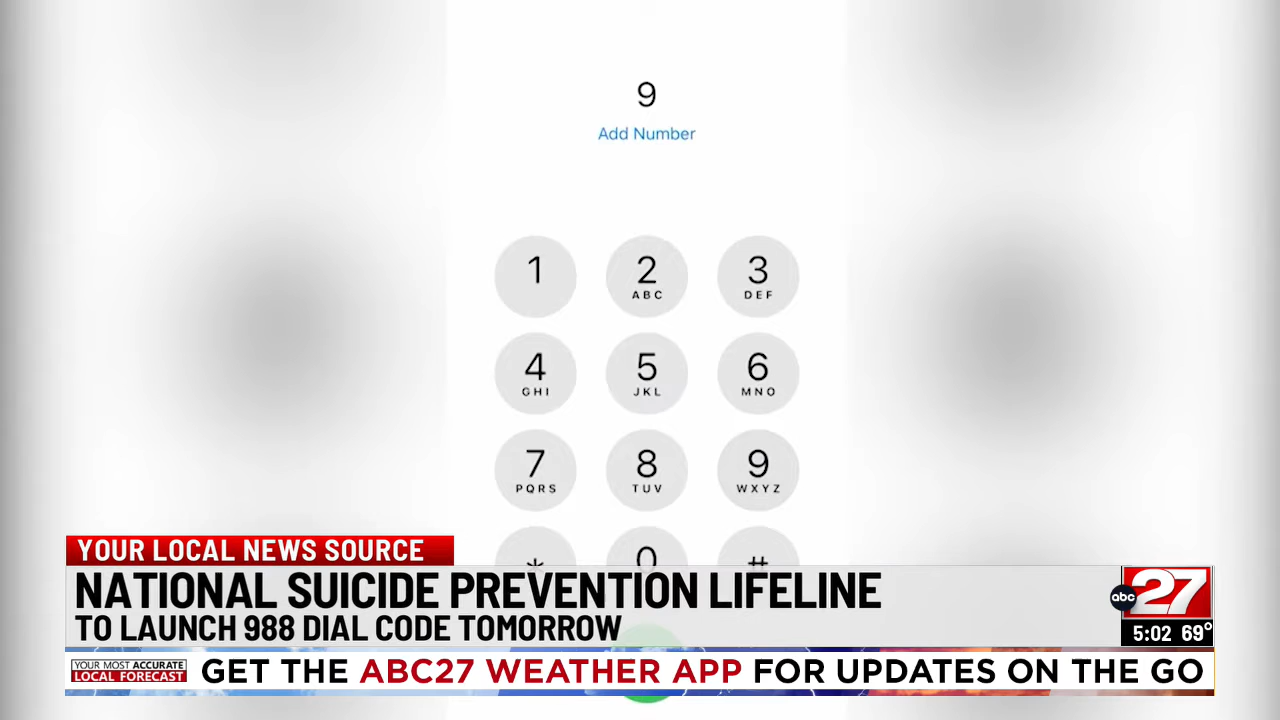 9
Add Number
1 2 3
ABC DEF
4 5 6
GHI JKL MNO
7 8 9
PQRS TUV WXYZ
* 0 #
YOUR LOCAL NEWS SOURCE
NATIONAL SUICIDE PREVENTION LIFELINE
TO LAUNCH 988 DIAL CODE TOMORROW
abc 27
5:02 69°
YOUR MOST ACCURATE
LOCAL FORECAST
GET THE ABC27 WEATHER APP FOR UPDATES ON THE GO